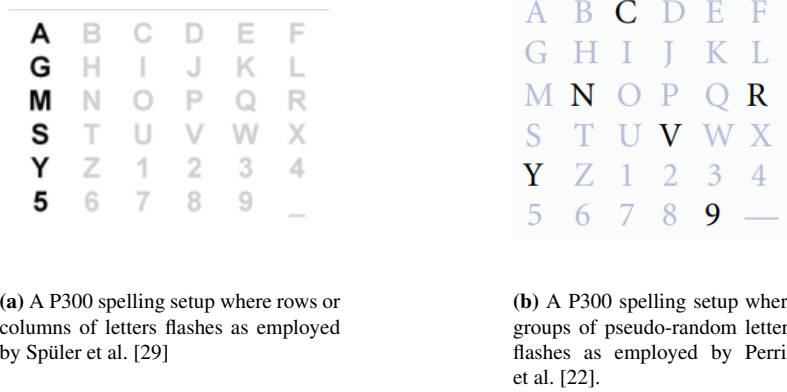 A B C D E F
G H I J K L
M N O P Q R
S T U V W X
Y Z 1 2 3 4
5 6 7 8 9 _
(a) A P300 spelling setup where rows or
columns of letters flashes as employed
by Spüler et al. [29]
A B C D E F
G H I J K L
M N O P Q R
S T U V W X
Y Z 1 2 3 4
5 6 7 8 9 —
(b) A P300 spelling setup wher
groups of pseudo-random letter
flashes as employed by Perri
et al. [22].